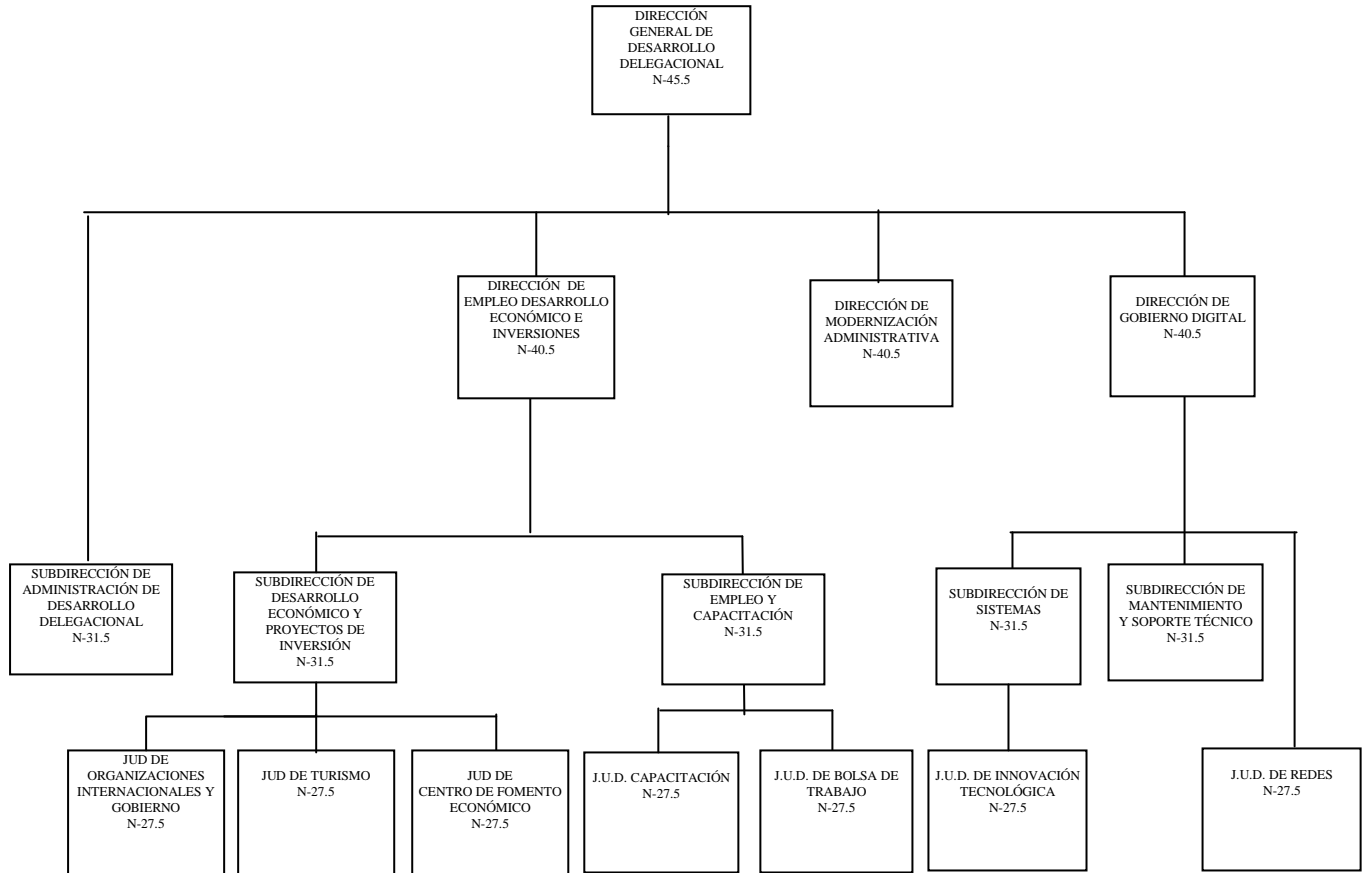 DIRECCIÓN
GENERAL DE
DESARROLLO
DELEGACIONAL
N-45.5
DIRECCIÓN DE
EMPLEO DESARROLLO
ECONÓMICO E
INVERSIONES
N-40.5
DIRECCIÓN DE
MODERNIZACIÓN
ADMINISTRATIVA
N-40.5
DIRECCIÓN DE
GOBIERNO DIGITAL
N-40.5
SUBDIRECCIÓN DE
ADMINISTRACIÓN DE
DESARROLLO
DELEGACIONAL
N-31.5
SUBDIRECCIÓN DE
DESARROLLO
ECONÓMICO Y
PROYECTOS DE
INVERSIÓN
N-31.5
SUBDIRECCIÓN DE
EMPLEO Y
CAPACITACIÓN
N-31.5
SUBDIRECCIÓN DE
SISTEMAS
N-31.5
SUBDIRECCIÓN DE
MANTENIMIENTO
Y SOPORTE TÉCNICO
N-31.5
JUD DE
ORGANIZACIONES
INTERNACIONALES Y
GOBIERNO
N-27.5
JUD DE TURISMO
N-27.5
JUD DE
CENTRO DE FOMENTO
ECONÓMICO
N-27.5
J.U.D. CAPACITACIÓN
N-27.5
J.U.D. DE BOLSA DE
TRABAJO
N-27.5
J.U.D. DE INNOVACIÓN
TECNOLÓGICA
N-27.5
J.U.D. DE REDES
N-27.5